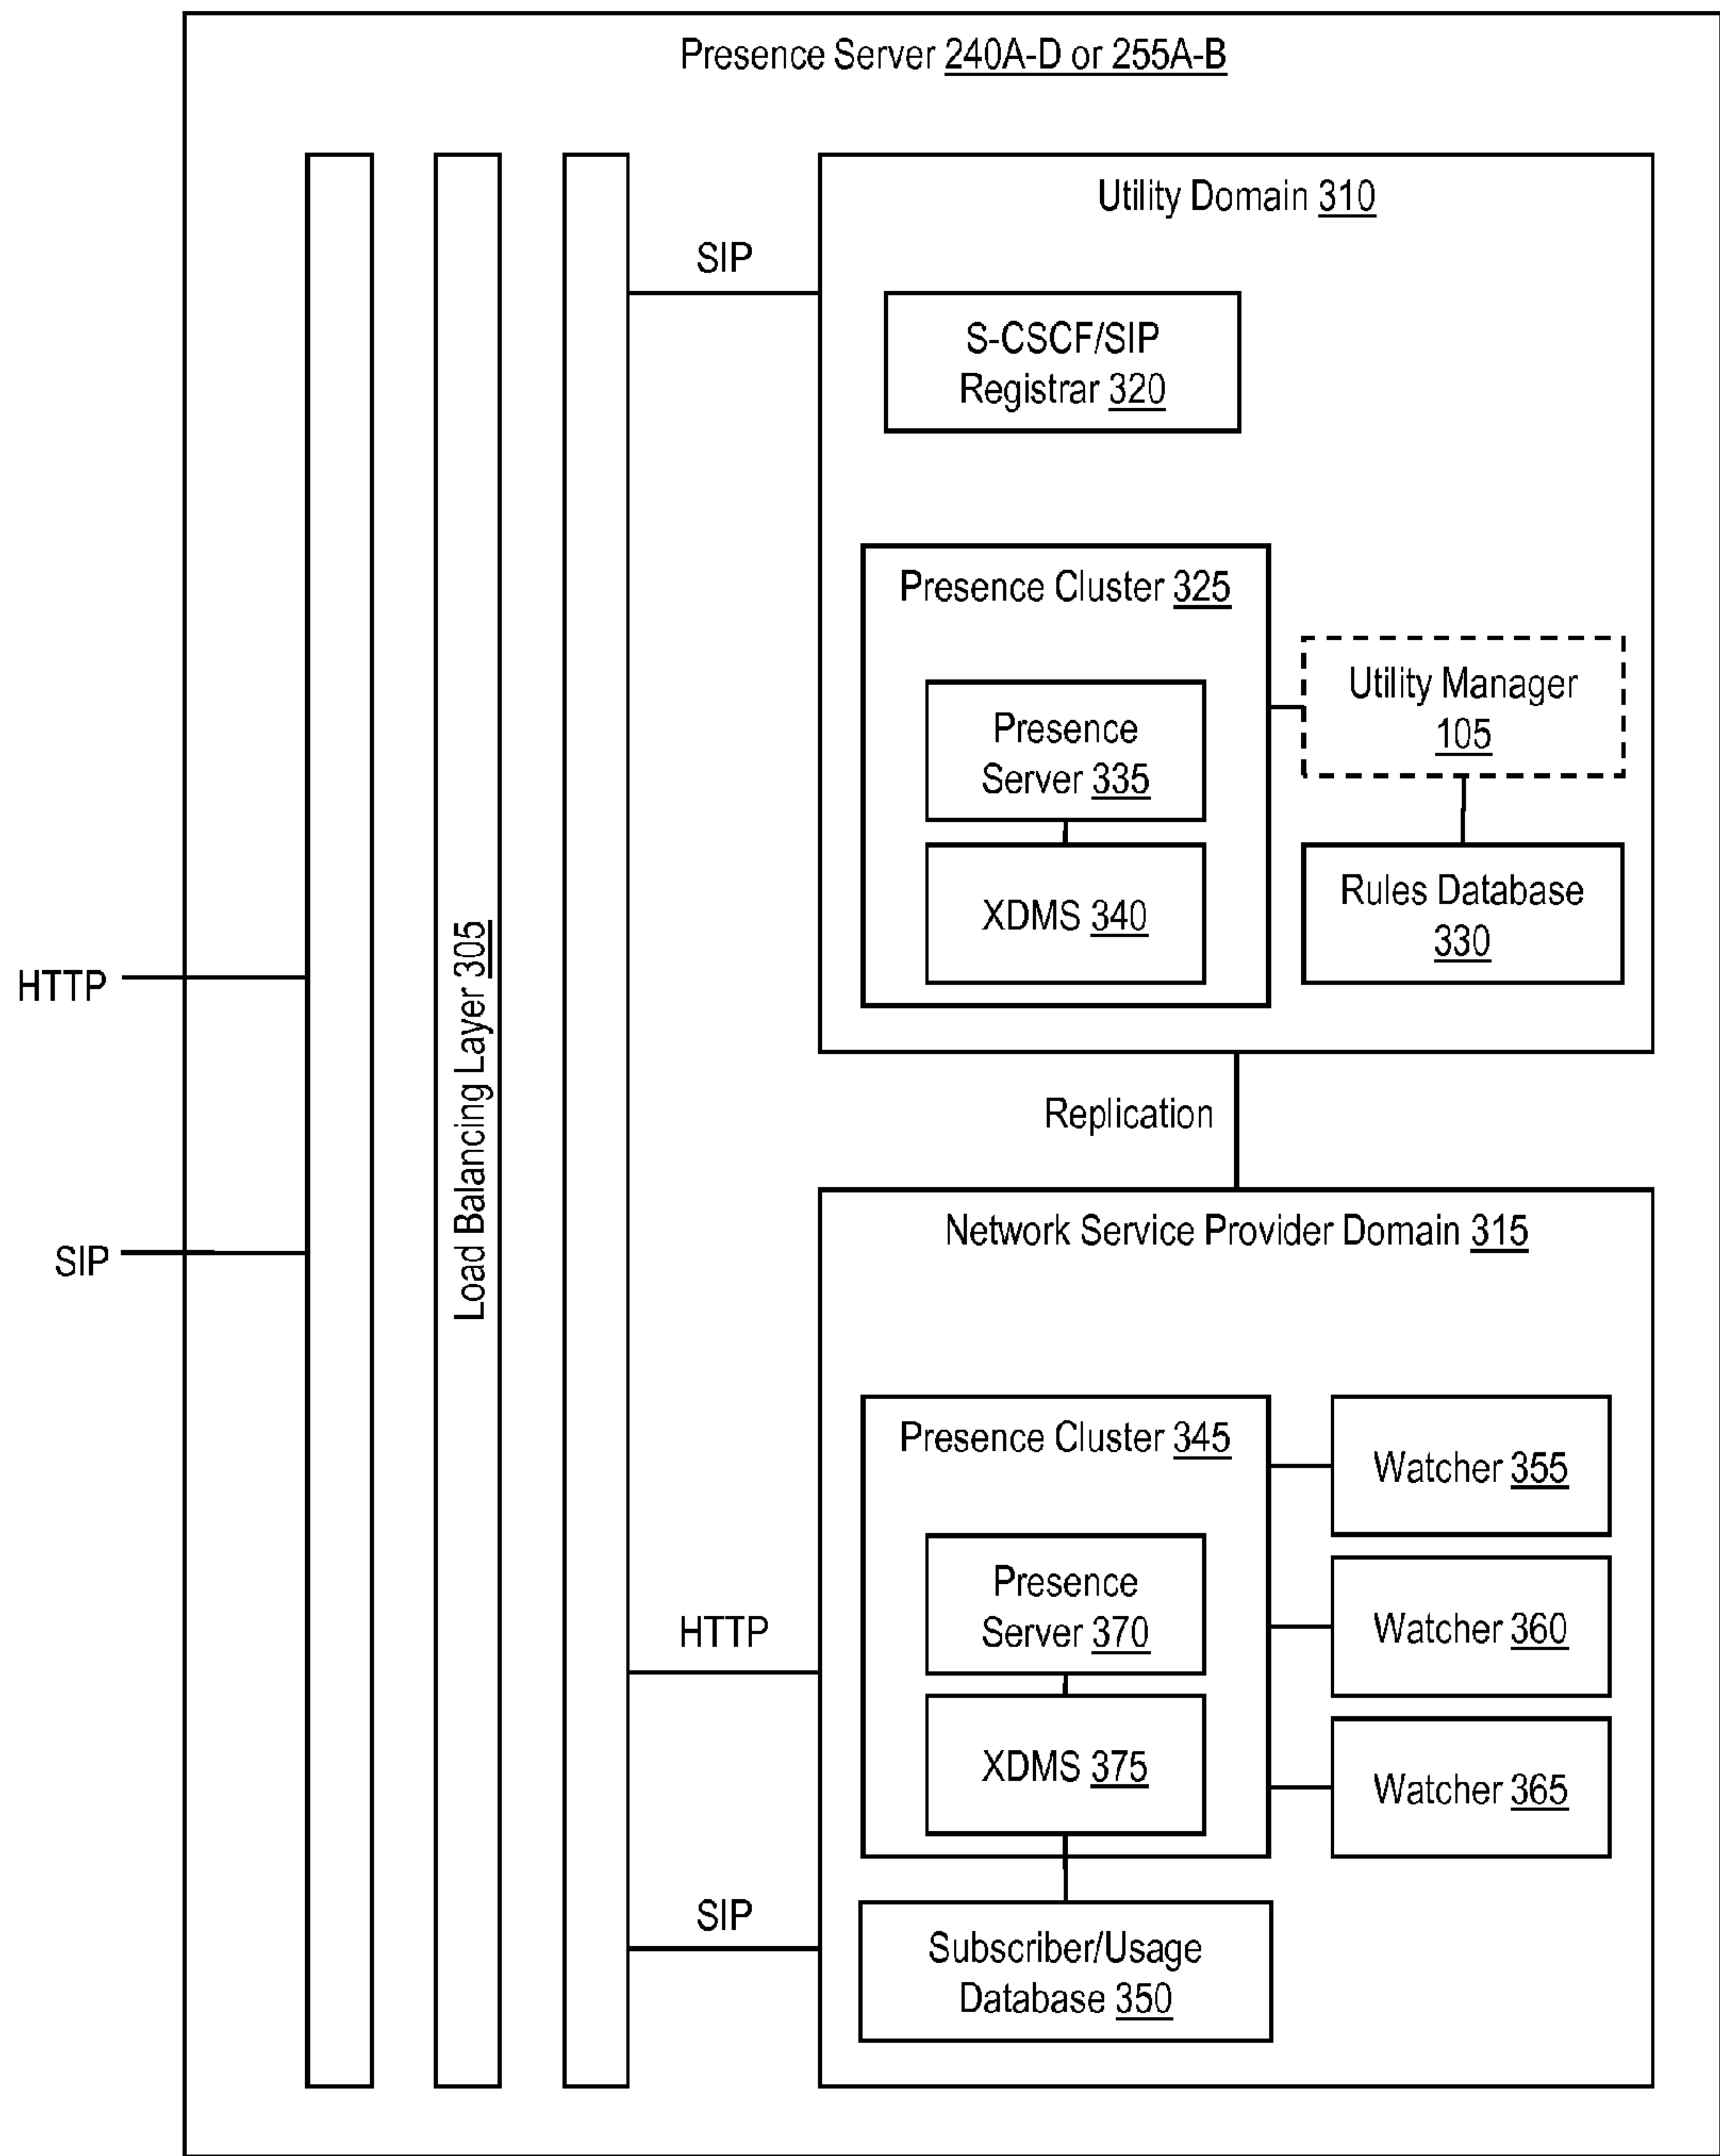 Presence Server 240A-D or 255A-B
Utility Domain 310
SIP
S-CSCF/SIP
Registrar 320
Presence Cluster 325
Utility Manager
105
Presence
Server 335
Rules Database
330
XDMS 340
HTTP
Load Balancing Layer 305
Replication
SIP
Network Service Provider Domain 315
Presence Cluster 345
Watcher 355
Presence
Server 370
HTTP
Watcher 360
XDMS 375
Watcher 365
SIP
Subscriber/Usage
Database 350